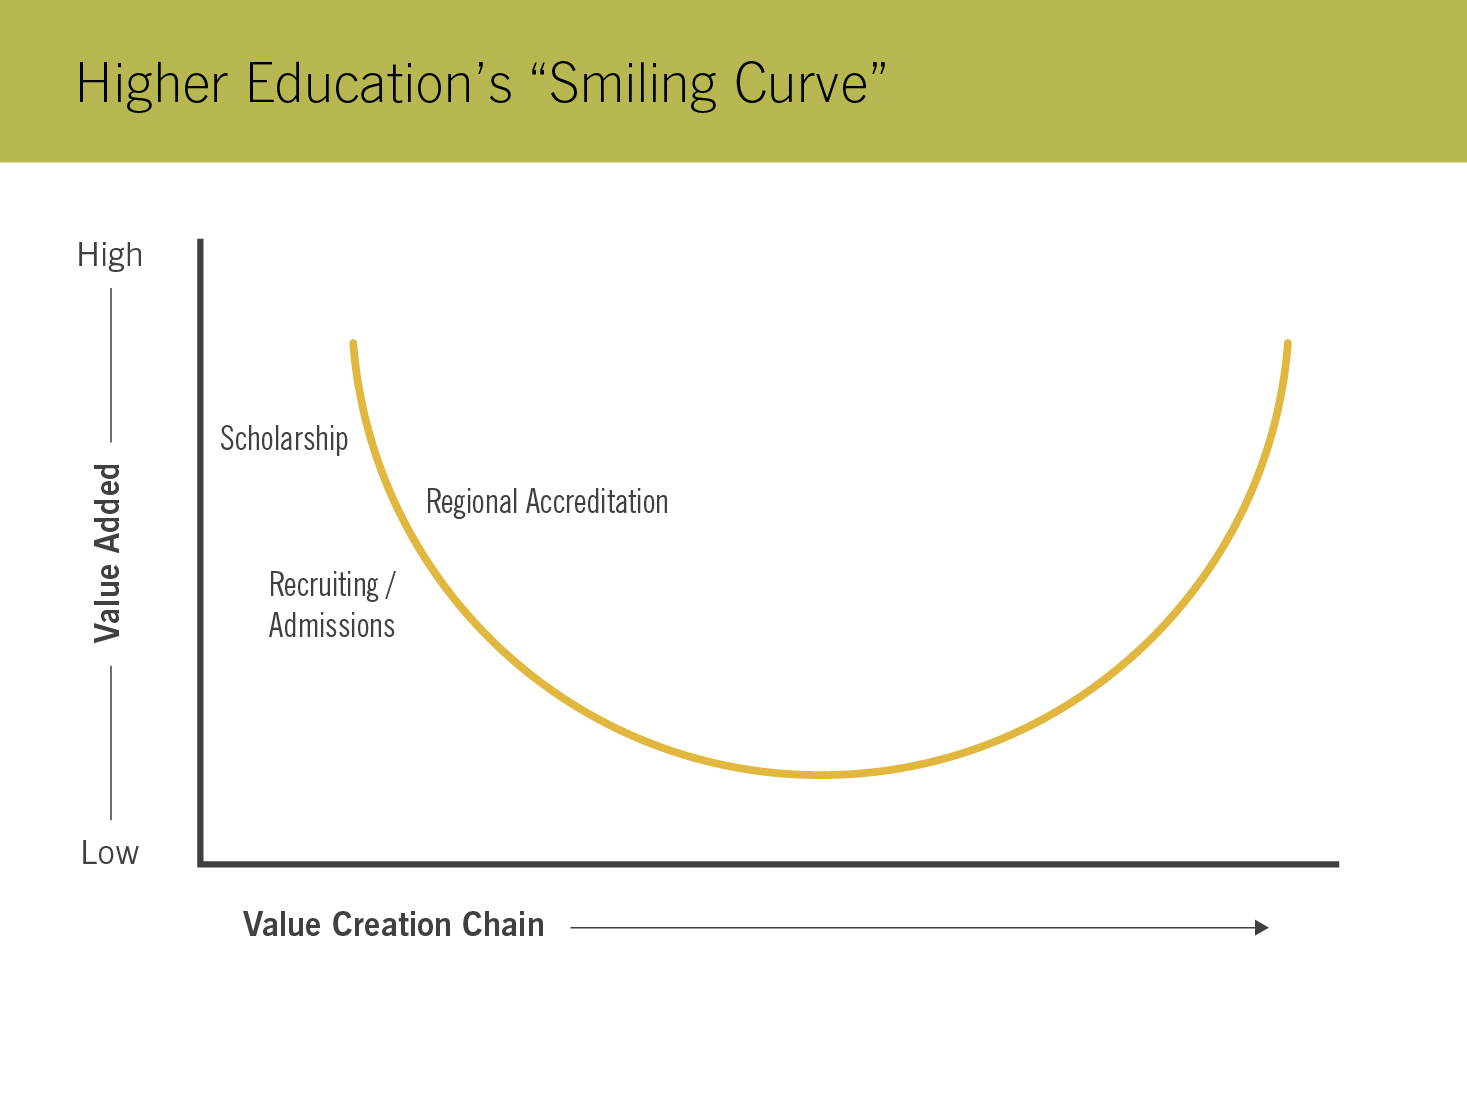 Higher Education’s “Smiling Curve”
High
Value Added
Low
Scholarship
Regional Accreditation
Recruiting /
Admissions
Value Creation Chain